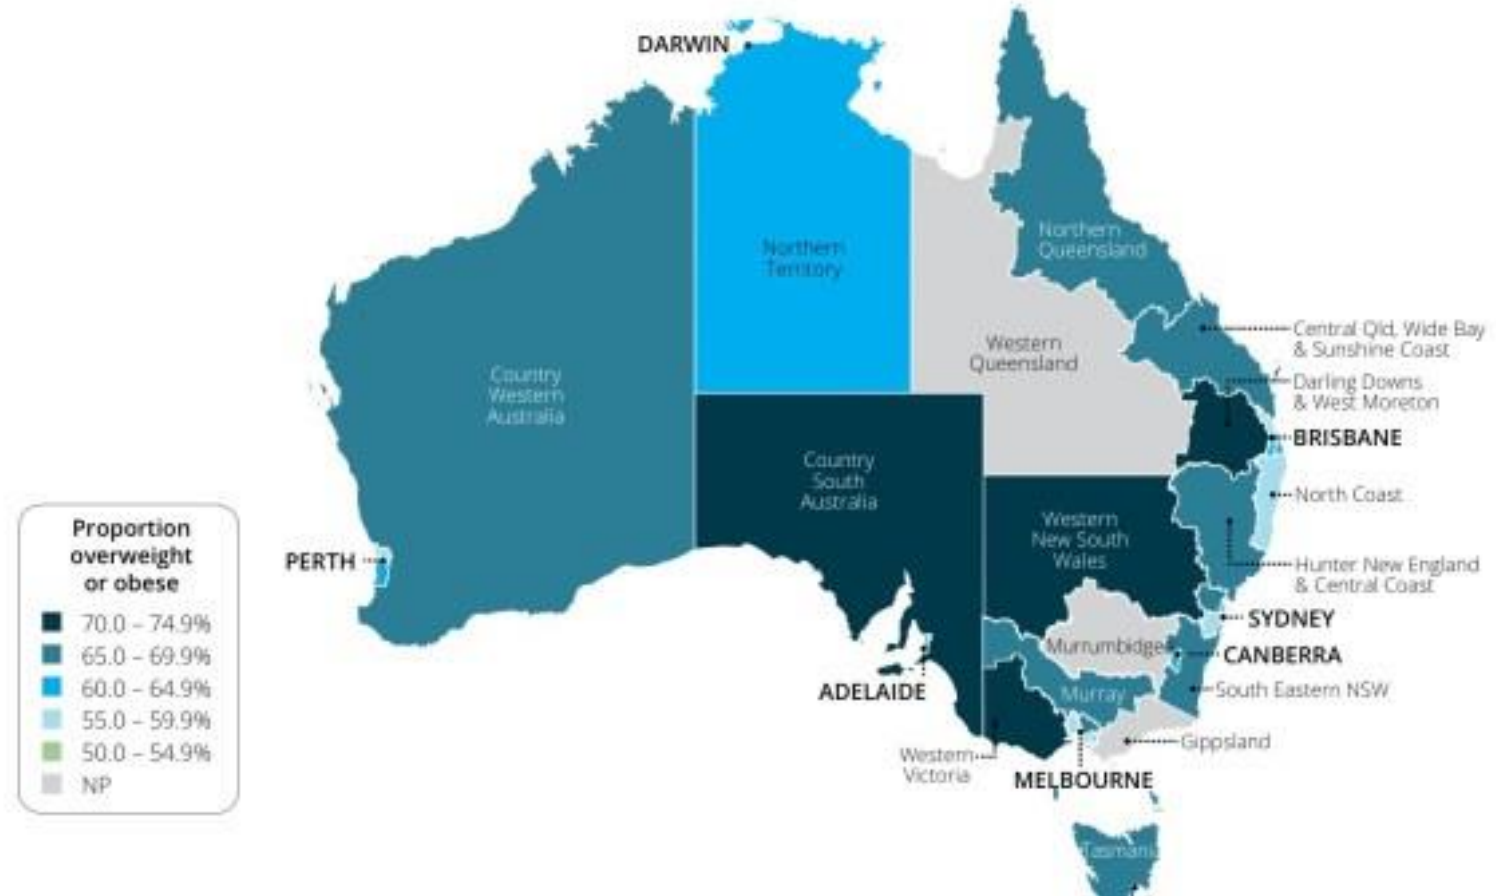 DARWIN
Northern
Territory
Northern
Queensland
Central Qld, Wide Bay
& Sunshine Coast
Western
Queensland
Darling Downs
& West Moreton
BRISBANE
Country
Western
Australia
Country
South
Australia
North Coast
Western
New South
Wales
Hunter New England
& Central Coast
PERTH
SYDNEY
Murrumbidgee
CANBERRA
ADELAIDE
Murray
South Eastern NSW
Gippsland
Western
Victoria
MELBOURNE
Tasmania
Proportion
overweight
or obese
70.0 – 74.9%
65.0 – 69.9%
60.0 – 64.9%
55.0 – 59.9%
50.0 – 54.9%
NP